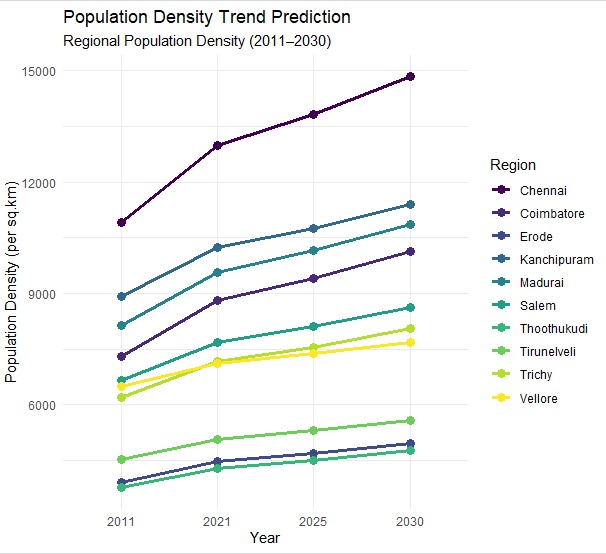 Population Density Trend Prediction
Regional Population Density (2011–2030)
Population Density (per sq.km)
15000
12000
9000
6000
2011 2021 2025 2030
Year
Region
Chennai
Coimbatore
Erode
Kanchipuram
Madurai
Salem
Thoothukudi
Tirunelveli
Trichy
Vellore